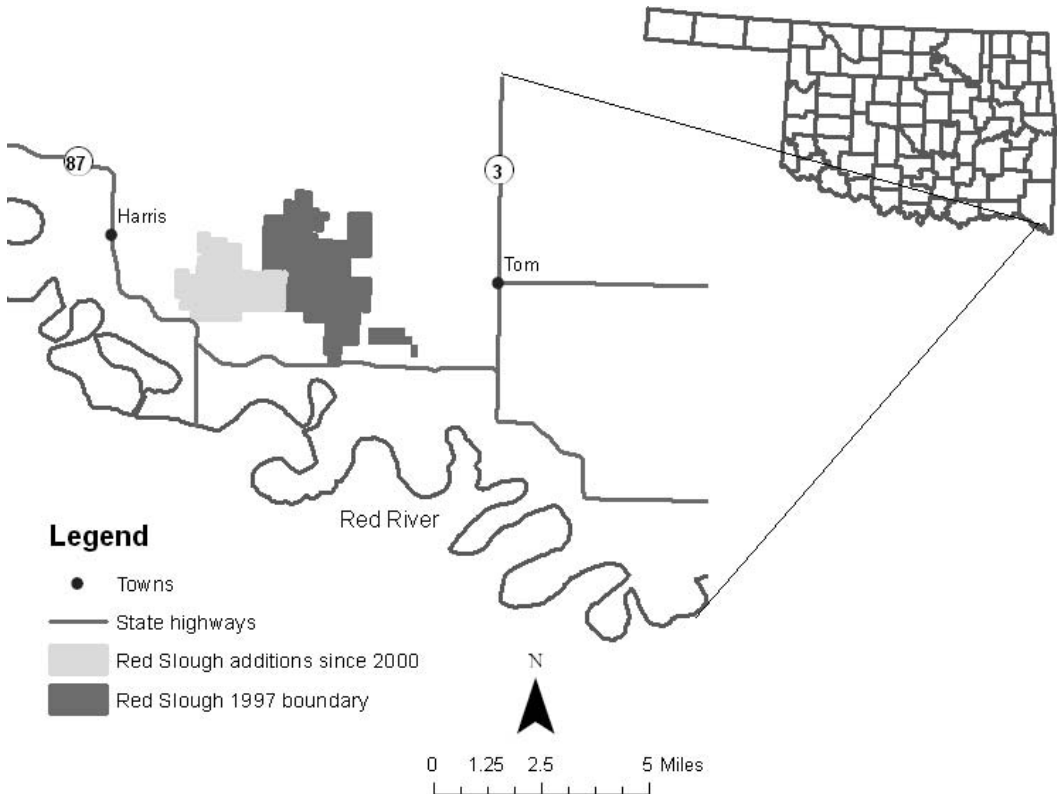 87
3
Harris
Tom
Red River
Legend
Towns
State highways
Red Slough additions since 2000
Red Slough 1997 boundary
N
0 1.25 2.5 5 Miles